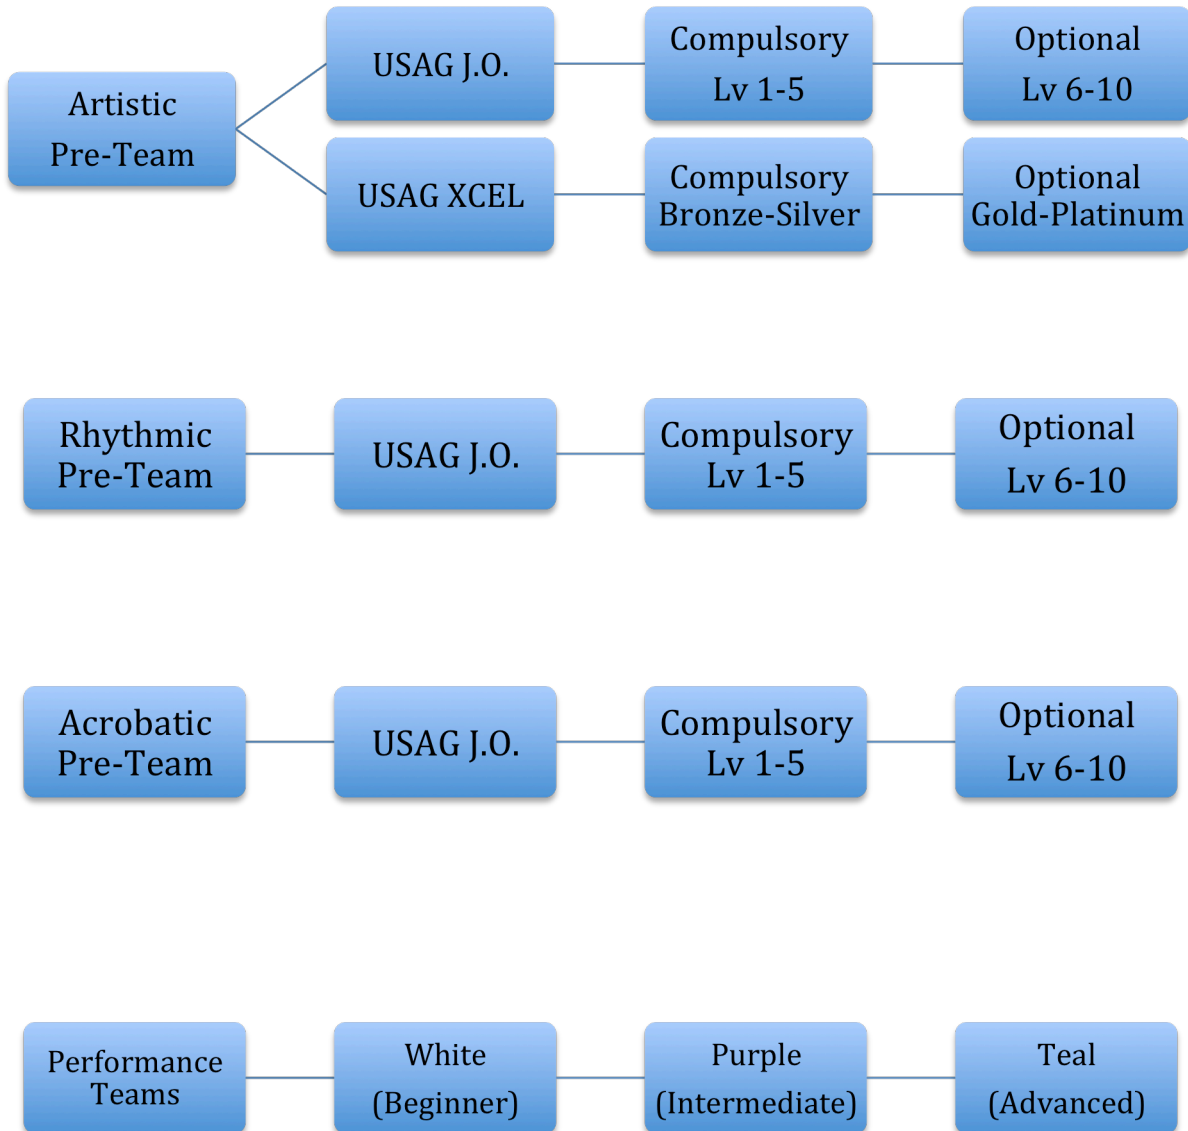 Artistic
Pre-Team
USAG J.O.
Compulsory
Lv 1-5
Optional
Lv 6-10
USAG XCEL
Compulsory
Bronze-Silver
Optional
Gold-Platinum
Rhythmic
Pre-Team
USAG J.O.
Compulsory
Lv 1-5
Optional
Lv 6-10
Acrobatic
Pre-Team
USAG J.O.
Compulsory
Lv 1-5
Optional
Lv 6-10
Performance
Teams
White
(Beginner)
Purple
(Intermediate)
Teal
(Advanced)